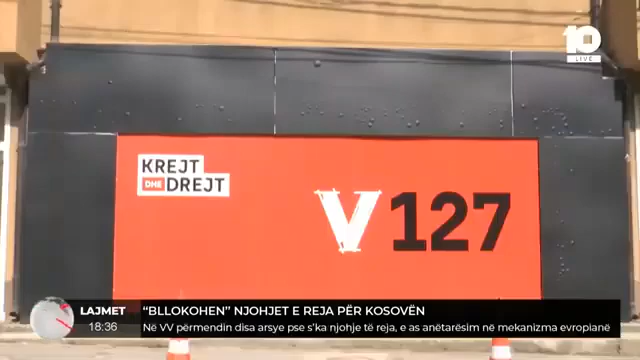 10
LIVE
KREJT
DHE DREJT
V 127
LAJMET
"BLLOKOHEN" NJOHJET E REJA PËR KOSOVËN
18:36
Në VV përmendin disa arsye pse s'ka njohje të reja, e as anëtarësim në mekanizma evropianë